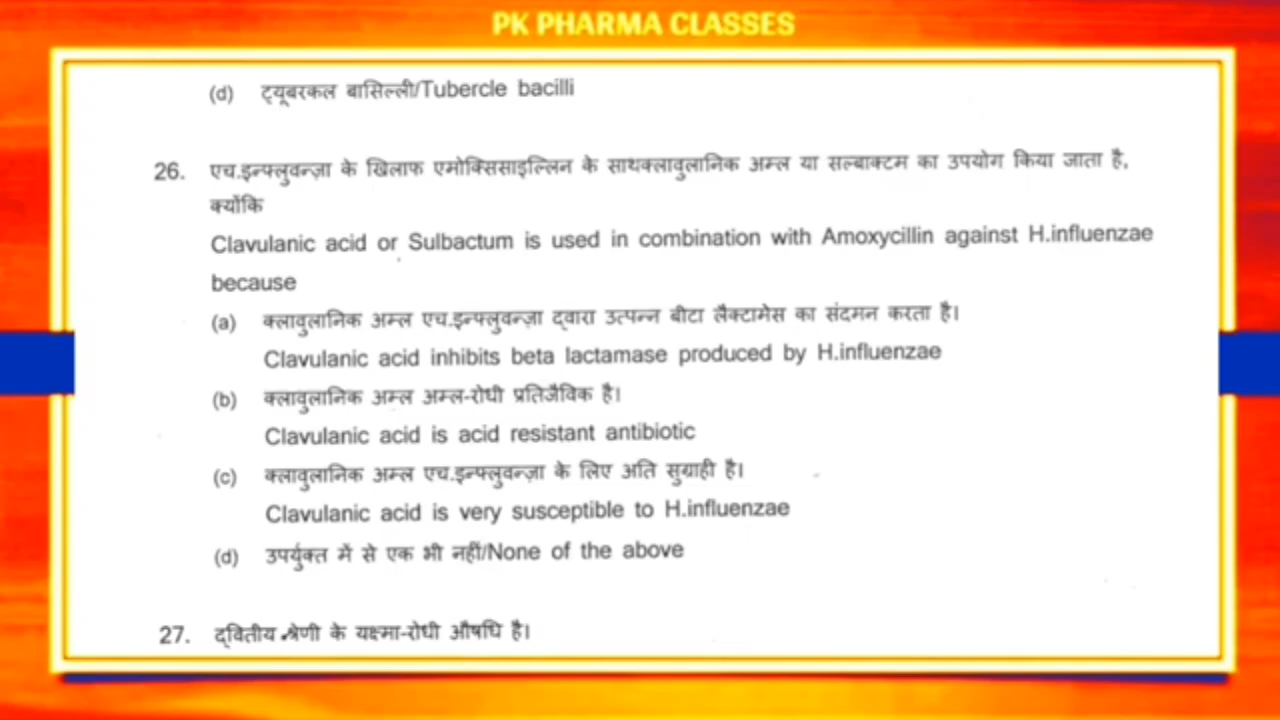 PK PHARMA CLASSES
(d) ट्यूबरकल बासिल्ली/Tubercle bacilli
26. एच.इन्फ्लुवन्ज़ा के खिलाफ एमोक्सिसाइल्लिन के साथक्लावुलानिक अम्ल या सल्बाक्टम का उपयोग किया जाता है,
क्योंकि
Clavulanic acid or Sulbactum is used in combination with Amoxycillin against H.influenzae
because
(a) क्लावुलानिक अम्ल एच.इन्फ्लुवन्ज़ा द्वारा उत्पन्न बीटा लैक्टामेस का संदमन करता है।
Clavulanic acid inhibits beta lactamase produced by H.influenzae
(b) क्लावुलानिक अम्ल अम्ल-रोधी प्रतिजैविक है।
Clavulanic acid is acid resistant antibiotic
(c) क्लावुलानिक अम्ल एच.इन्फ्लुवन्ज़ा के लिए अति सुग्राही है।
Clavulanic acid is very susceptible to H.influenzae
(d) उपर्युक्त में से एक भी नहीं/None of the above
27. द्वितीय श्रेणी के यक्ष्मा-रोधी औषधि है।